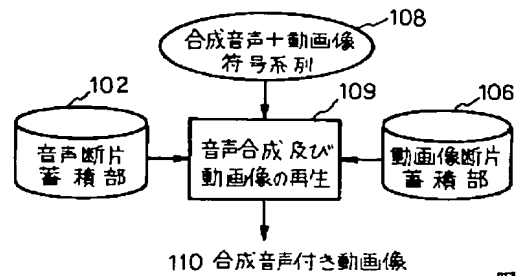 108
合成音声+動画像
符号系列
102
109
106
音声断片
蓄積部
音声合成及び
動画像の再生
動画像断片
蓄積部
110 合成音声付き動画像